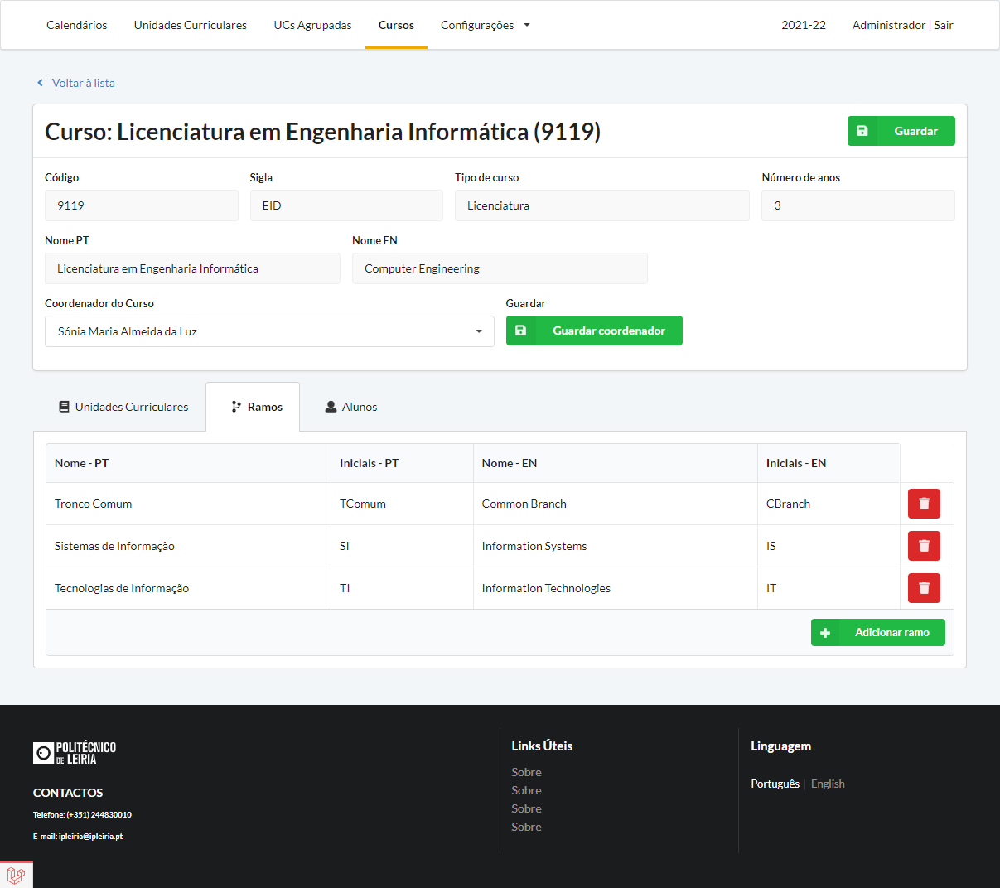 Calendários Unidades Curriculares UCs Agrupadas Cursos Configurações 2021-22 Administrador | Sair
Voltar à lista
Curso: Licenciatura em Engenharia Informática (9119) Guardar
Código Sigla Tipo de curso Número de anos
9119 EID Licenciatura 3
Nome PT Nome EN
Licenciatura em Engenharia Informática Computer Engineering
Coordenador do Curso Guardar
Sónia Maria Almeida da Luz Guardar coordenador
Unidades Curriculares Ramos Alunos
Nome - PT Iniciais - PT Nome - EN Iniciais - EN
Tronco Comum TComum Common Branch CBranch
Sistemas de Informação SI Information Systems IS
Tecnologias de Informação TI Information Technologies IT
Adicionar ramo
POLITÉCNICO
DE LEIRIA
CONTACTOS
Telefone: (+351) 244830010
E-mail: ipleiria@ipleiria.pt
Links Úteis
Sobre
Sobre
Sobre
Sobre
Linguagem
Português | English